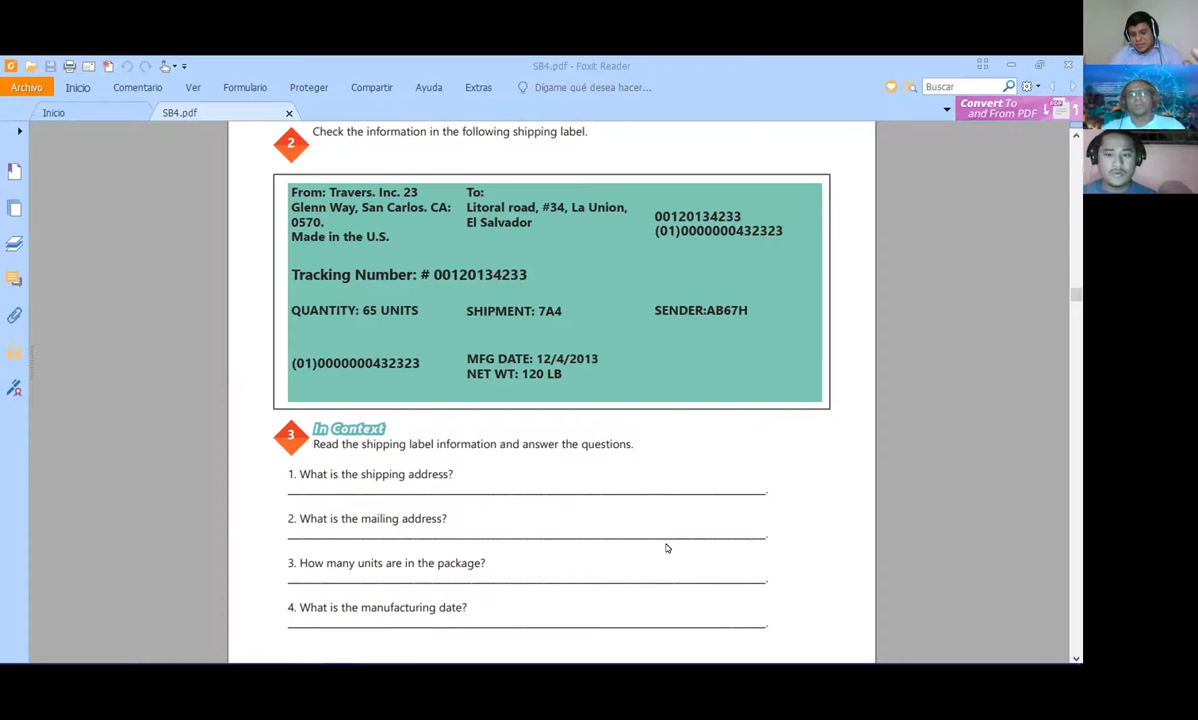 SB4.pdf - Foxit Reader
Archivo
Inicio
Comentario
Ver
Formulario
Proteger
Compartir
Ayuda
Extras
Dígame qué desea hacer...
Buscar
Inicio
SB4.pdf
Convert To
and From PDF
PDF
2
Check the information in the following shipping label.
From: Travers. Inc. 23
Glenn Way, San Carlos. CA:
0570.
Made in the U.S.
To:
Litoral road, #34, La Union,
El Salvador
00120134233
(01)0000000432323
Tracking Number: # 00120134233
QUANTITY: 65 UNITS
SHIPMENT: 7A4
SENDER:AB67H
(01)0000000432323
MFG DATE: 12/4/2013
NET WT: 120 LB
3
In Context
Read the shipping label information and answer the questions.
1. What is the shipping address?
2. What is the mailing address?
3. How many units are in the package?
4. What is the manufacturing date?